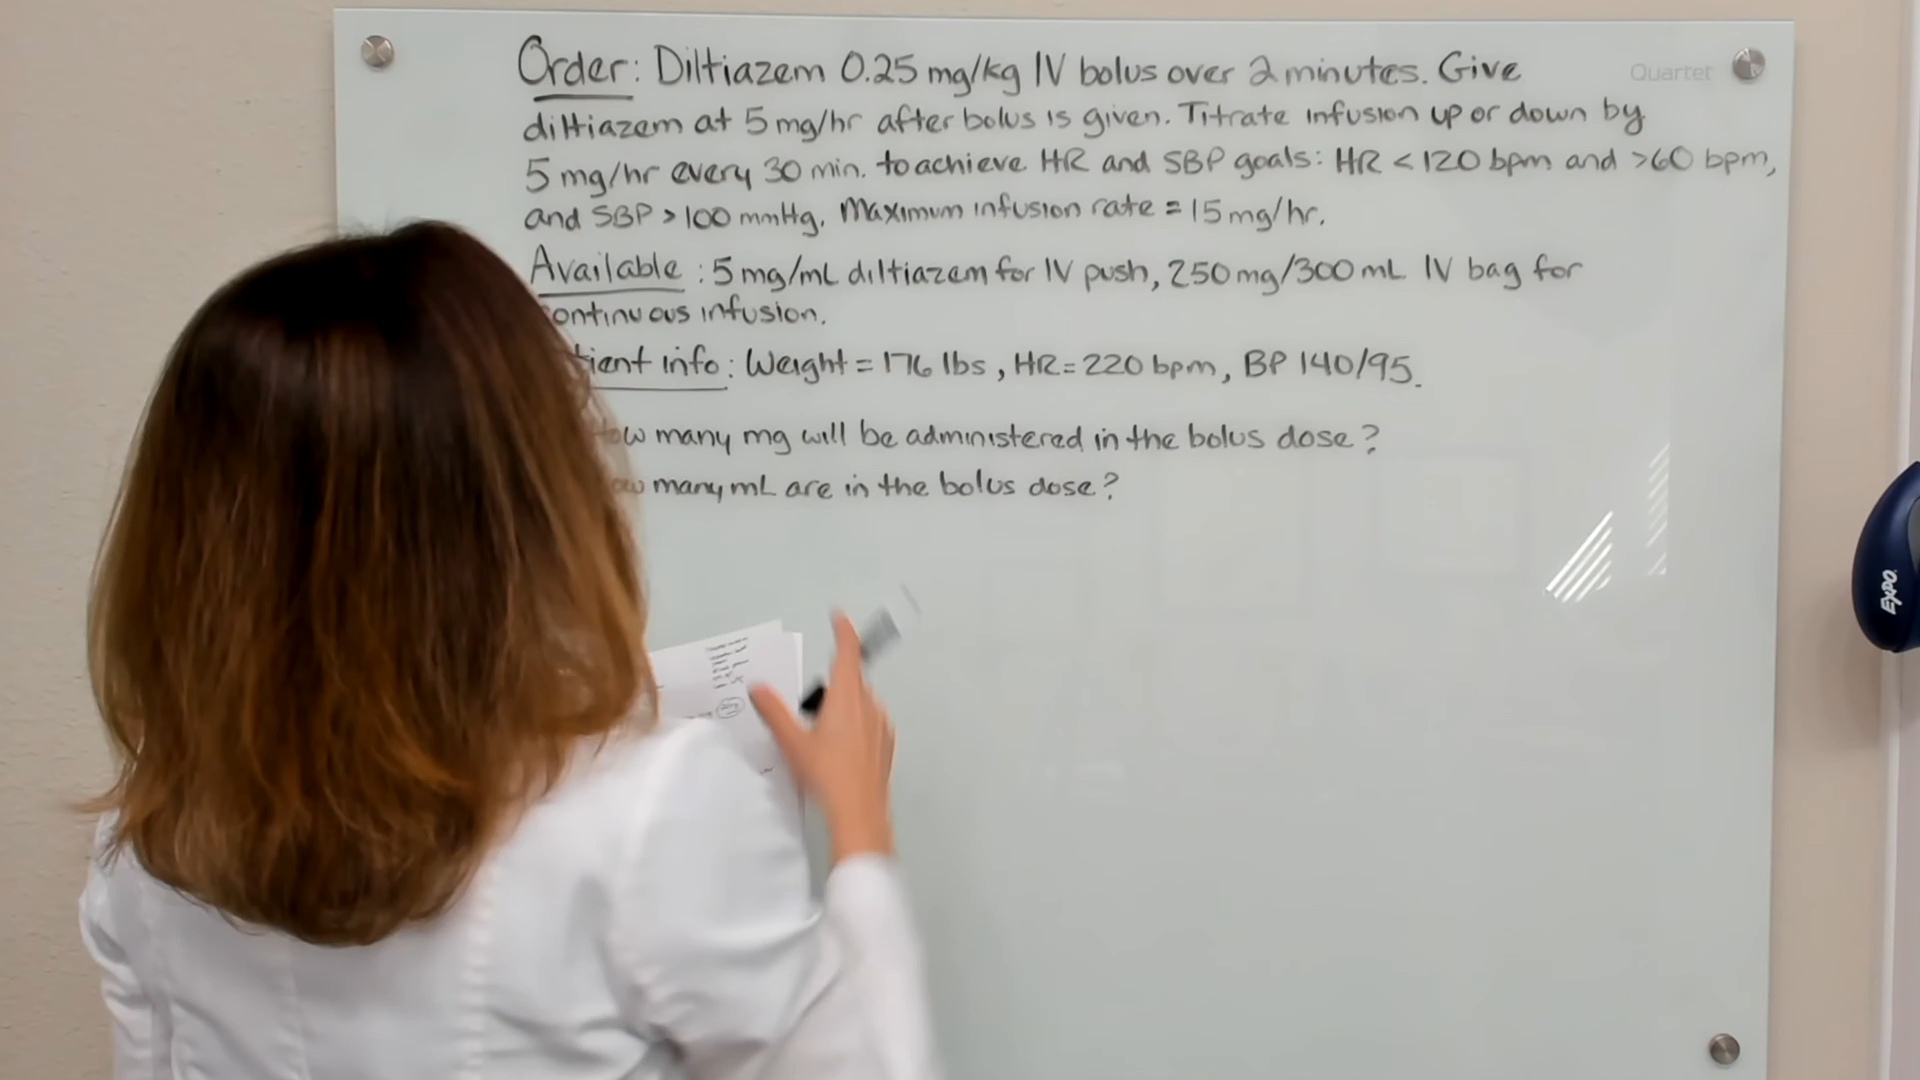 Order: Diltiazem 0.25 mg/kg IV bolus over 2 minutes. Give
Quartet
diltiazem at 5 mg/hr after bolus is given. Titrate infusion up or down by
5 mg/hr every 30 min. to achieve HR and SBP goals: HR < 120 bpm and >60 bpm,
and SBP > 100 mmHg. Maximum infusion rate = 15 mg/hr.
Available: 5 mg/mL diltiazem for IV push, 250 mg/300 mL IV bag for
continuous infusion.
tient info: Weight = 176 lbs, HR = 220 bpm, BP 140/95.
How many mg will be administered in the bolus dose?
ow many mL are in the bolus dose?
EXPO